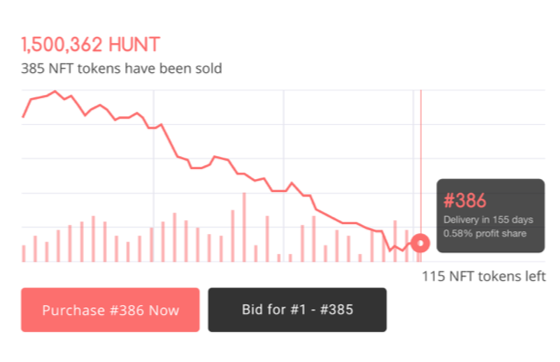 1,500,362 HUNT
385 NFT tokens have been sold
#386
Delivery in 155 days
0.58% profit share
115 NFT tokens left
Purchase #386 Now
Bid for #1 - #385